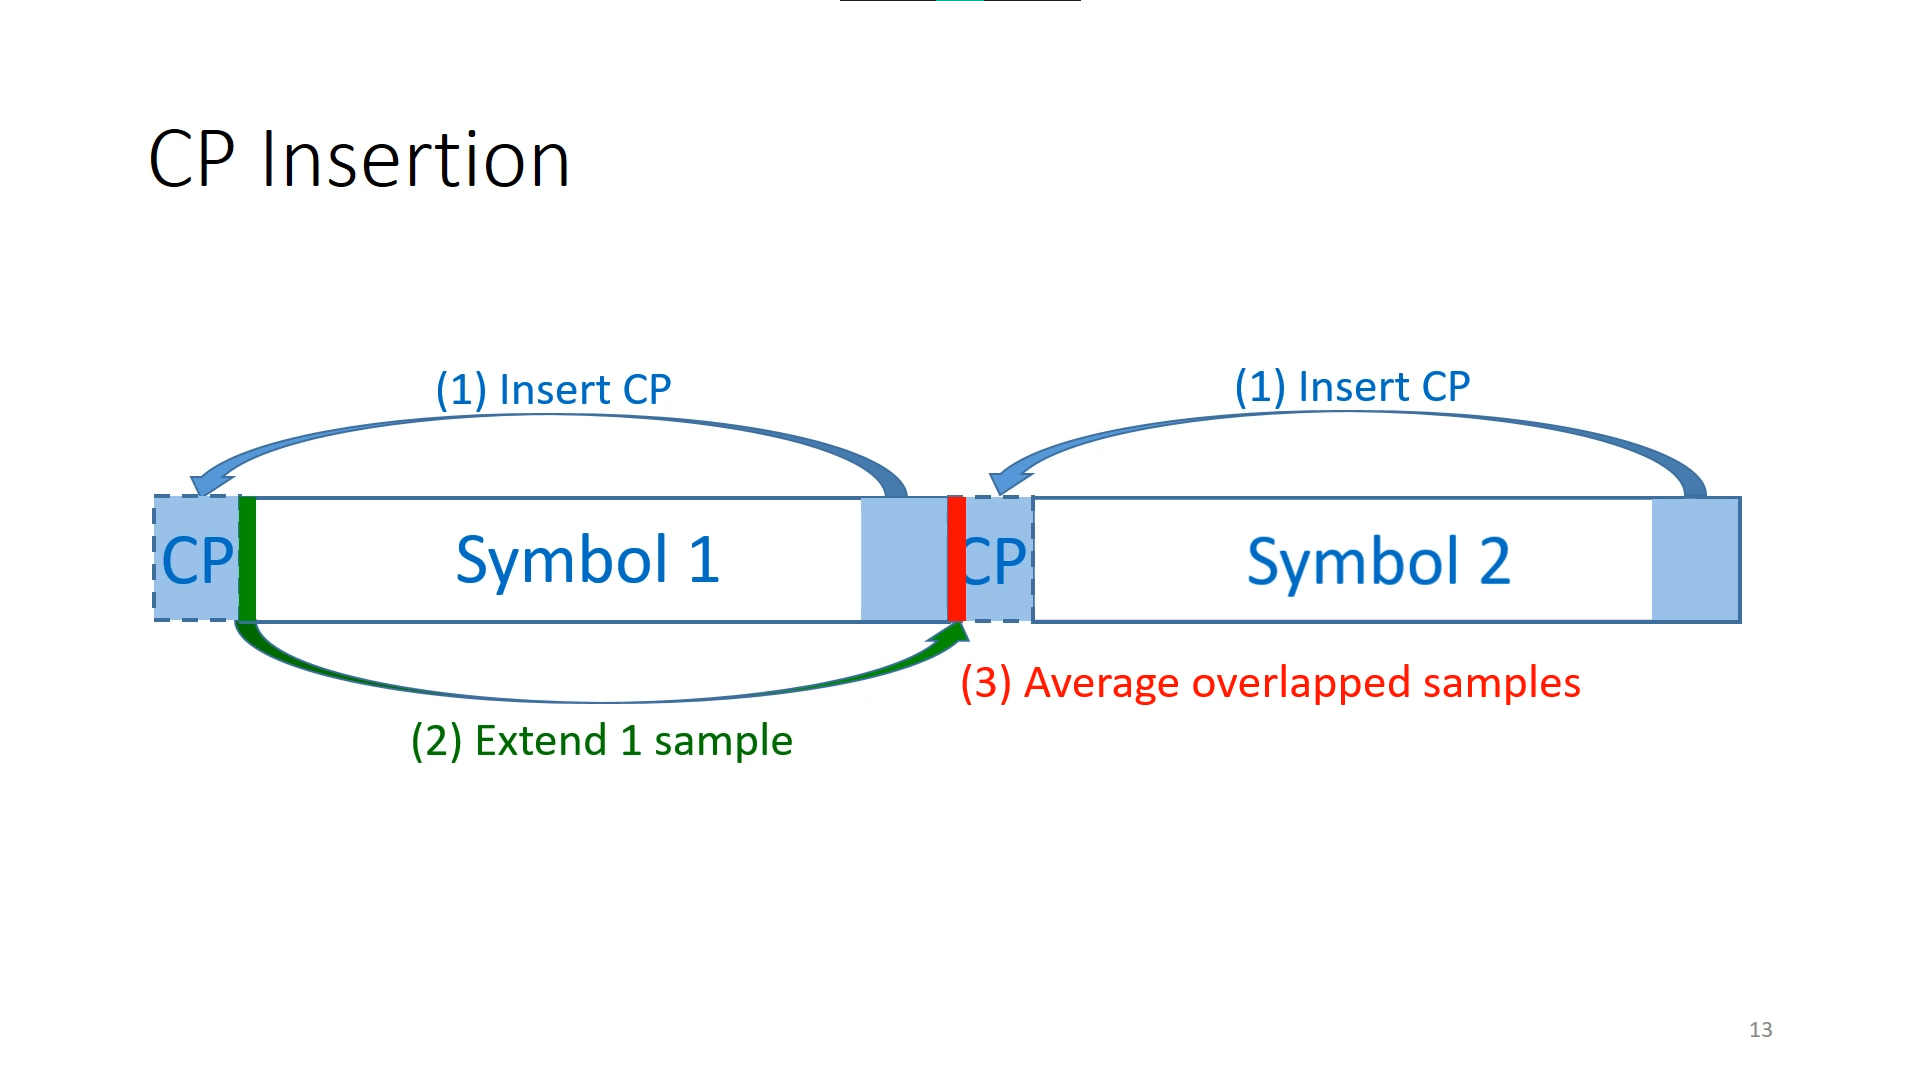 CP Insertion
(1) Insert CP
(1) Insert CP
CP
Symbol 1
CP
Symbol 2
(3) Average overlapped samples
(2) Extend 1 sample
13